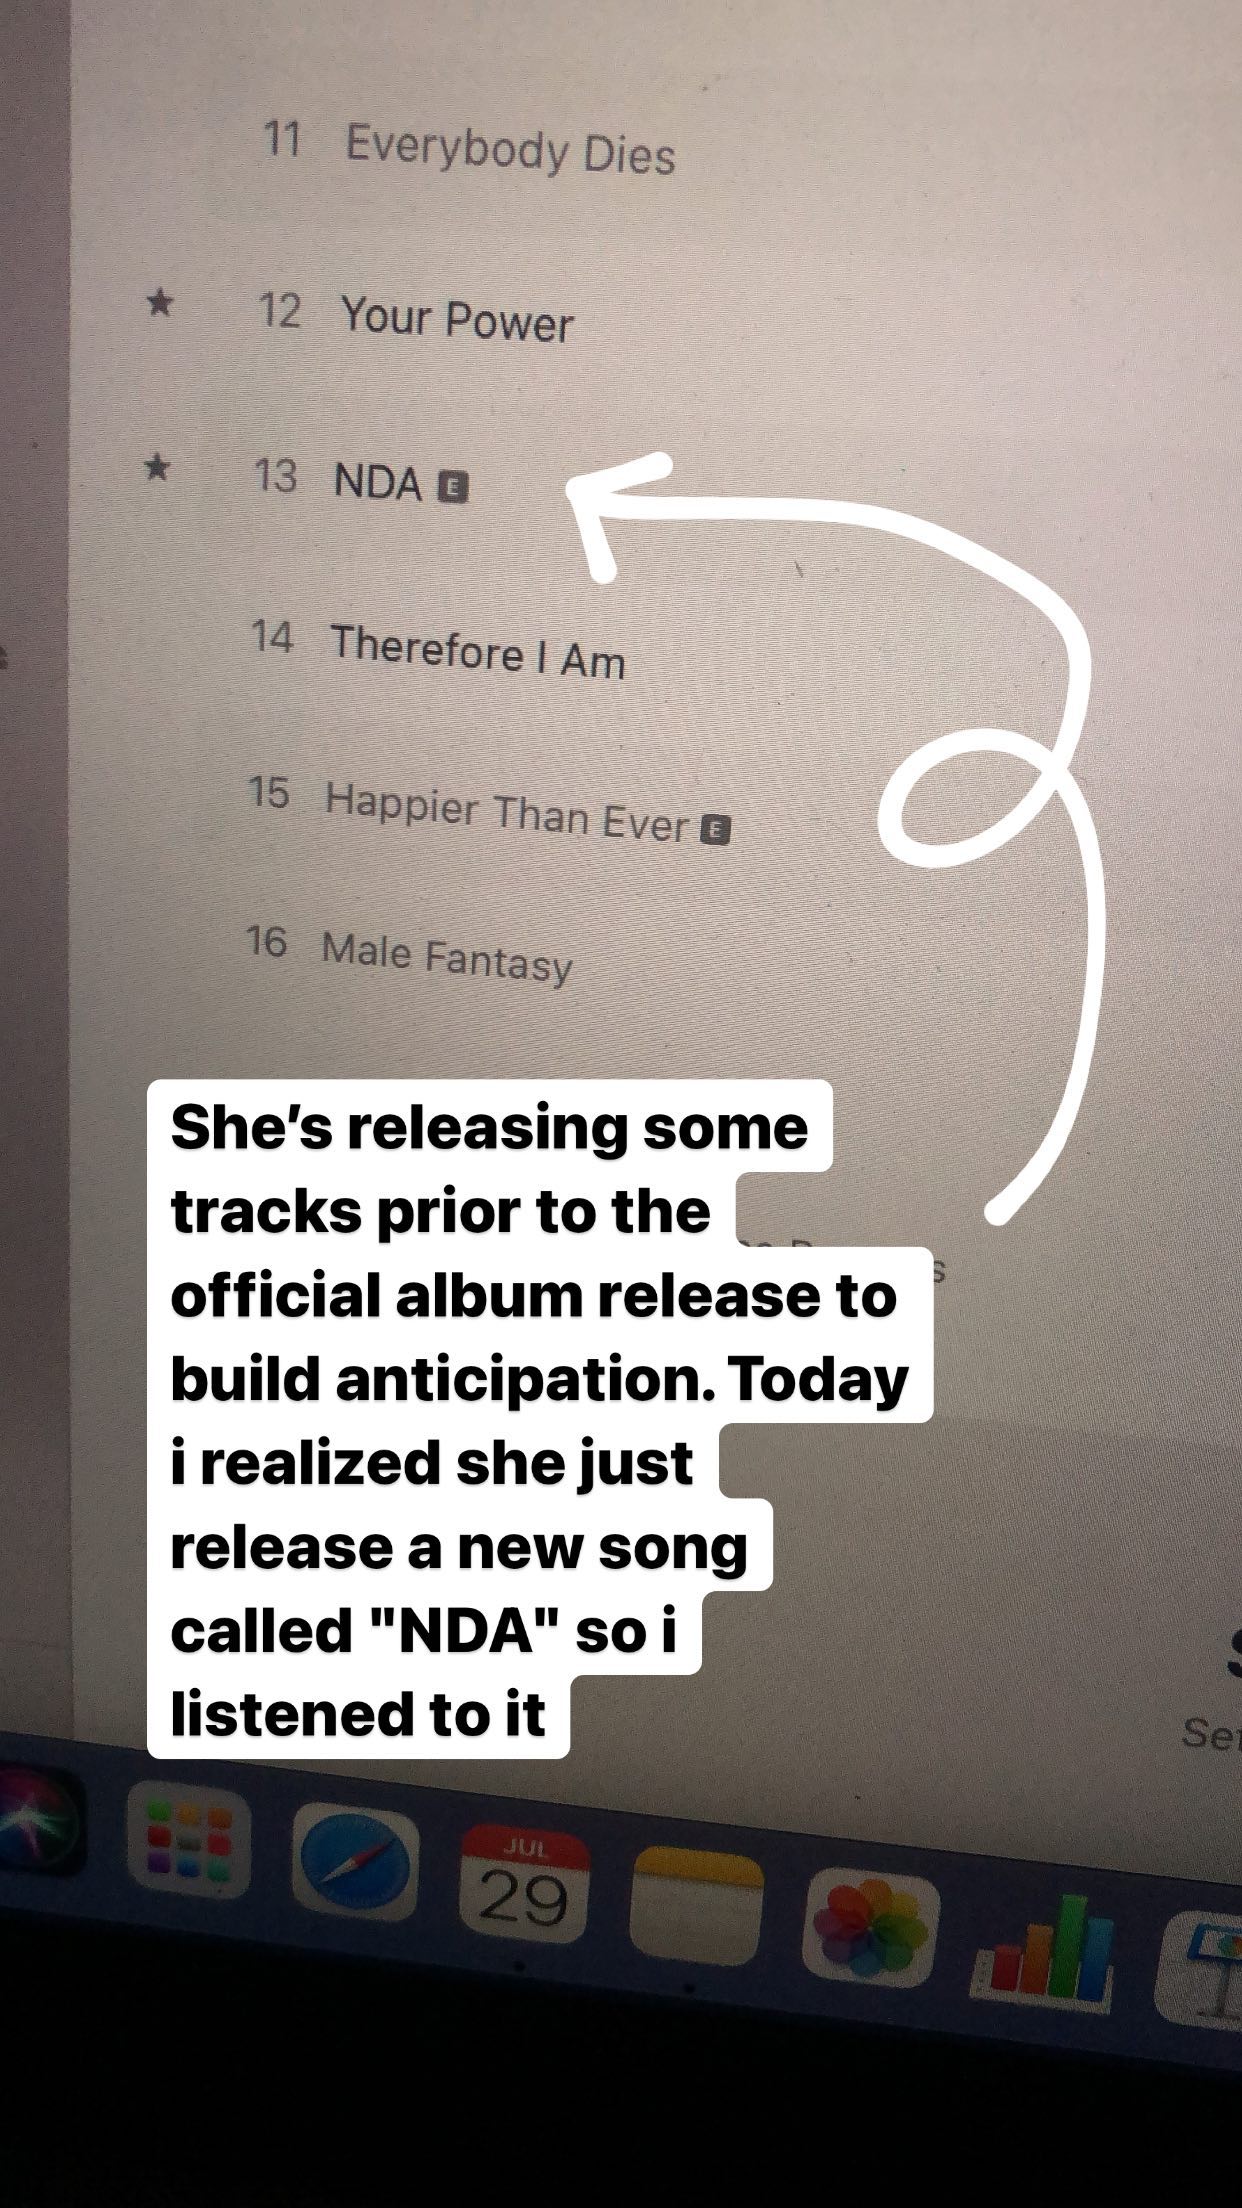 11 Everybody Dies
★ 12 Your Power
★ 13 NDA E
14 Therefore I Am
15 Happier Than Ever E
16 Male Fantasy
She's releasing some
tracks prior to the
official album release to
build anticipation. Today
i realized she just
release a new song
called "NDA" so i
listened to it
JUL
29